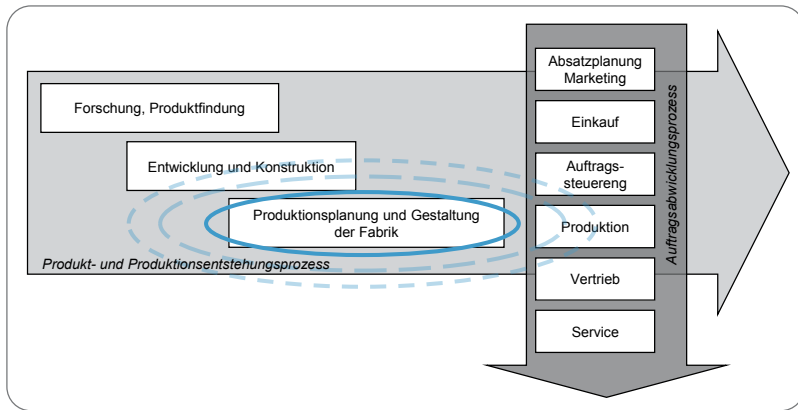 Absatzplanung
Marketing
Forschung, Produktfindung
Einkauf
Entwicklung und Konstruktion
Auftrags-
steuereng
Produktionsplanung und Gestaltung
der Fabrik
Produktion
Produkt- und Produktionsentstehungsprozess
Vertrieb
Service
Auftragsabwicklungsprozess